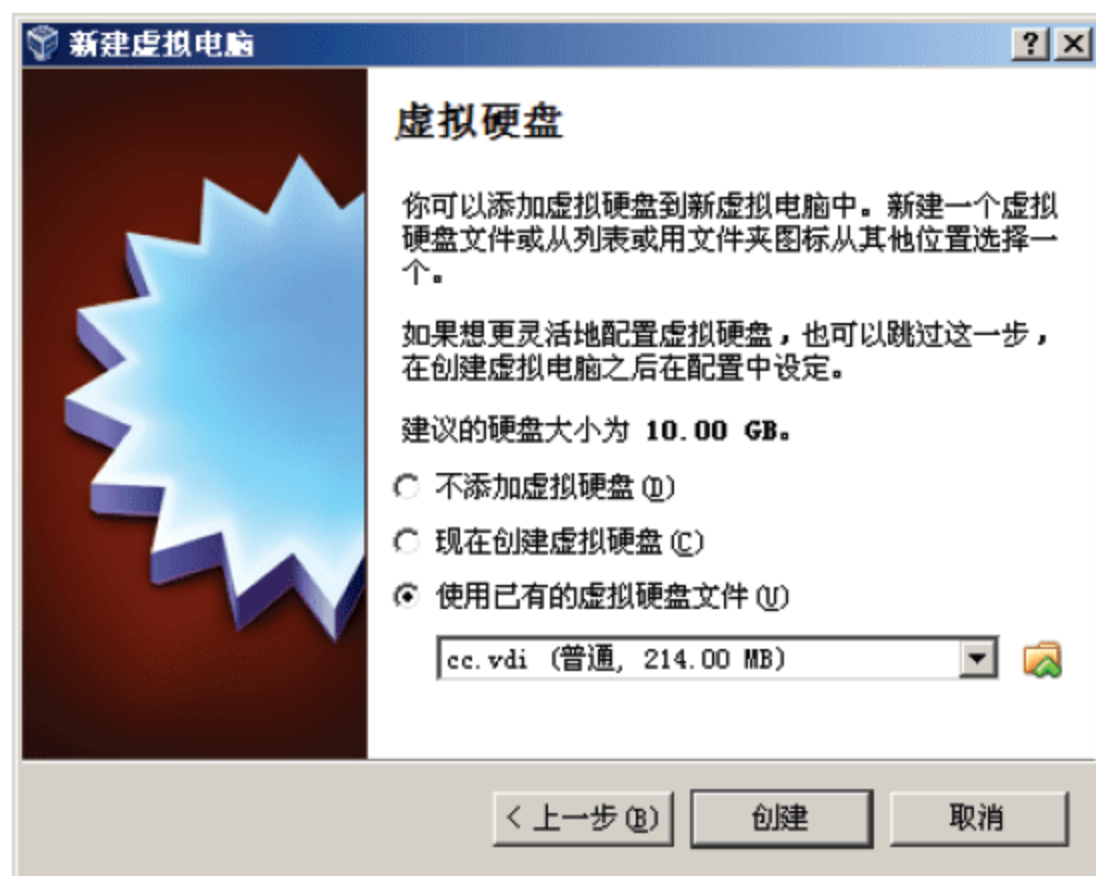 新建虚拟电脑
虚拟硬盘
你可以添加虚拟硬盘到新虚拟电脑中。新建一个虚拟
硬盘文件或从列表或用文件夹图标从其他位置选择一
个。
如果想更灵活地配置虚拟硬盘，也可以跳过这一步，
在创建虚拟电脑之后在配置中设定。
建议的硬盘大小为 10.00 GB。
不添加虚拟硬盘(D)
现在创建虚拟硬盘(C)
使用已有的虚拟硬盘文件(U)
cc.vdi (普通, 214.00 MB)
< 上一步(B) 创建 取消